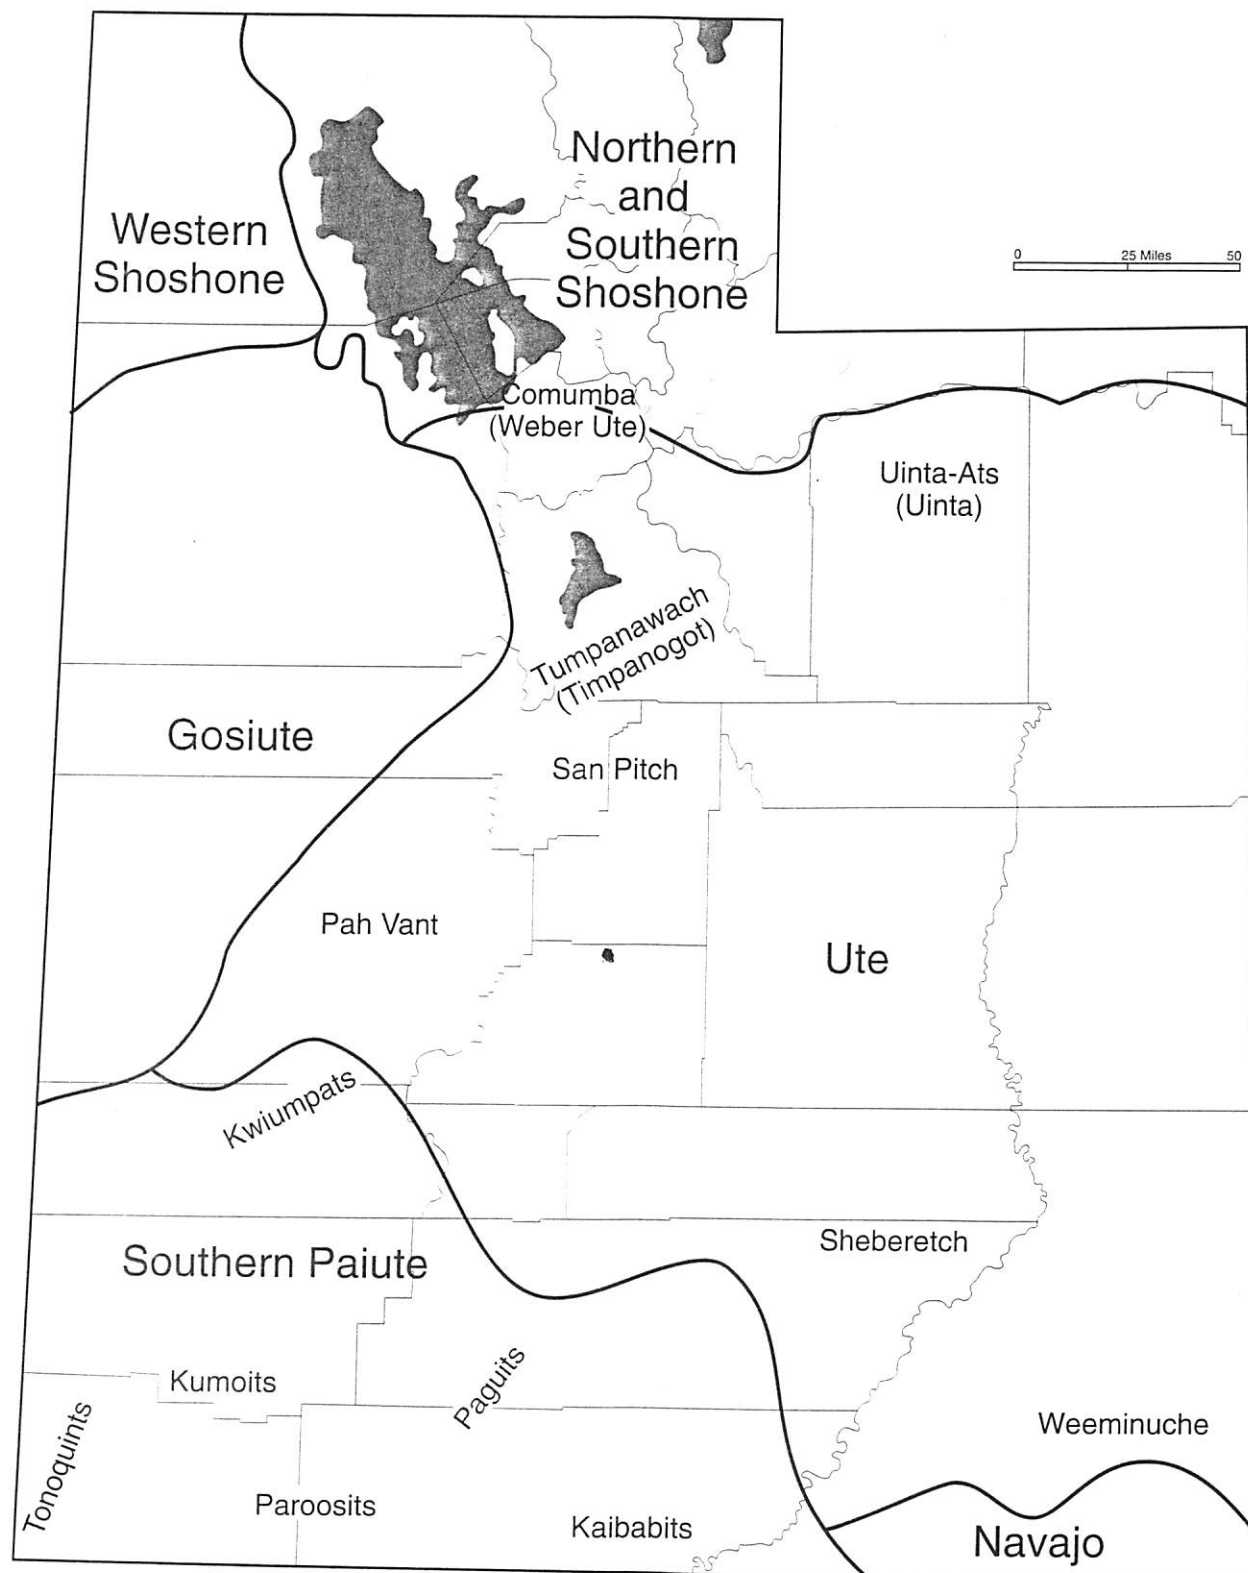 Northern
and
Southern
Shoshone
Western
Shoshone
0 25 Miles 50
Comumba
(Weber Ute)
Uinta-Ats
(Uinta)
Tumpanawach
(Timpanogot)
Gosiute
San Pitch
Pah Vant
Ute
Kwiumpats
Sheberetch
Southern Paiute
Kumoits
Paguits
Tonoquints
Weeminuche
Paroosits
Kaibabits
Navajo